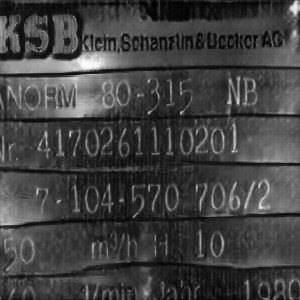 KSB Klein, Schanzlin & Becker AG
ANORM 80-315 NB
Nr. 4170261110201
7-104-570 706/2
50 m³/h H 10
1/min Jahr 1980